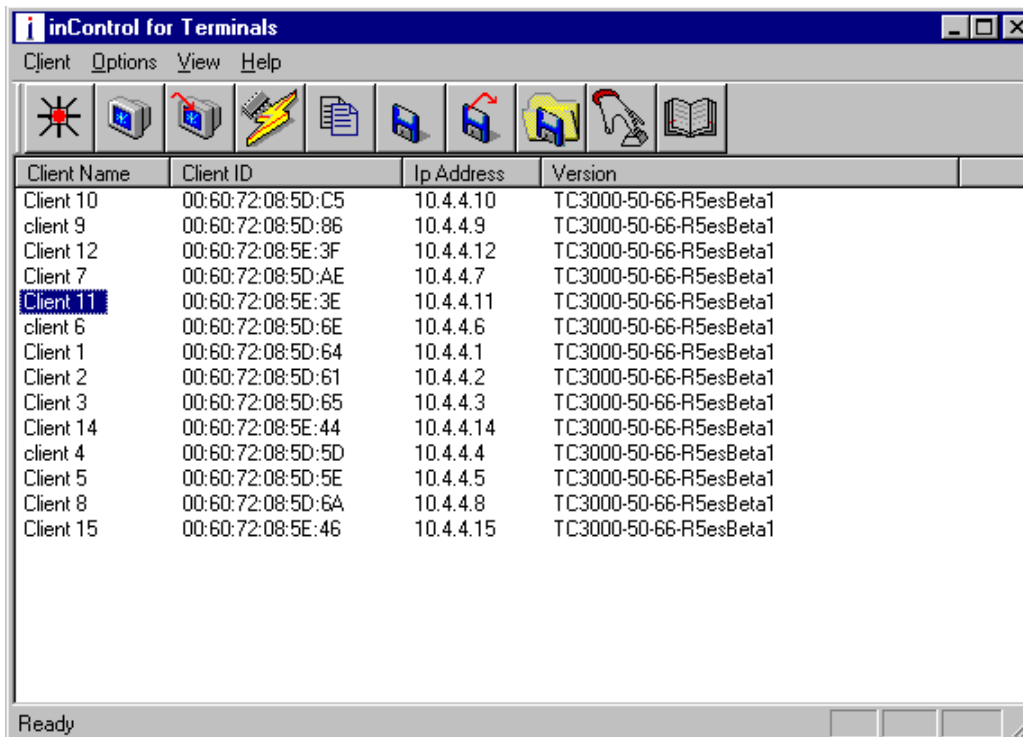 inControl for Terminals
Client Options View Help
Client Name Client ID Ip Address Version
Client 10 00:60:72:08:5D:C5 10.4.4.10 TC3000-50-66-R5esBeta1
client 9 00:60:72:08:5D:86 10.4.4.9 TC3000-50-66-R5esBeta1
Client 12 00:60:72:08:5E:3F 10.4.4.12 TC3000-50-66-R5esBeta1
Client 7 00:60:72:08:5D:AE 10.4.4.7 TC3000-50-66-R5esBeta1
Client 11 00:60:72:08:5E:3E 10.4.4.11 TC3000-50-66-R5esBeta1
client 6 00:60:72:08:5D:6E 10.4.4.6 TC3000-50-66-R5esBeta1
Client 1 00:60:72:08:5D:64 10.4.4.1 TC3000-50-66-R5esBeta1
Client 2 00:60:72:08:5D:61 10.4.4.2 TC3000-50-66-R5esBeta1
Client 3 00:60:72:08:5D:65 10.4.4.3 TC3000-50-66-R5esBeta1
Client 14 00:60:72:08:5E:44 10.4.4.14 TC3000-50-66-R5esBeta1
client 4 00:60:72:08:5D:5D 10.4.4.4 TC3000-50-66-R5esBeta1
Client 5 00:60:72:08:5D:5E 10.4.4.5 TC3000-50-66-R5esBeta1
Client 8 00:60:72:08:5D:6A 10.4.4.8 TC3000-50-66-R5esBeta1
Client 15 00:60:72:08:5E:46 10.4.4.15 TC3000-50-66-R5esBeta1
Ready